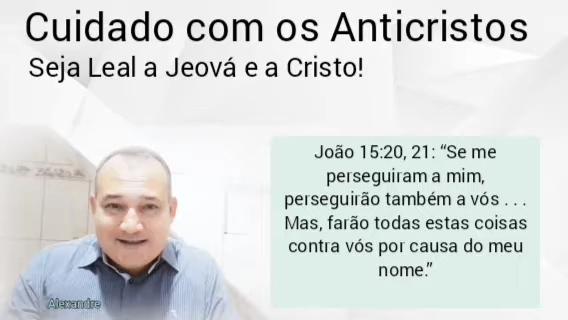 Cuidado com os Anticristos
Seja Leal a Jeová e a Cristo!
João 15:20, 21: “Se me
perseguiram a mim,
perseguirão também a vós . . .
Mas, farão todas estas coisas
contra vós por causa do meu
nome.”
Alexandre